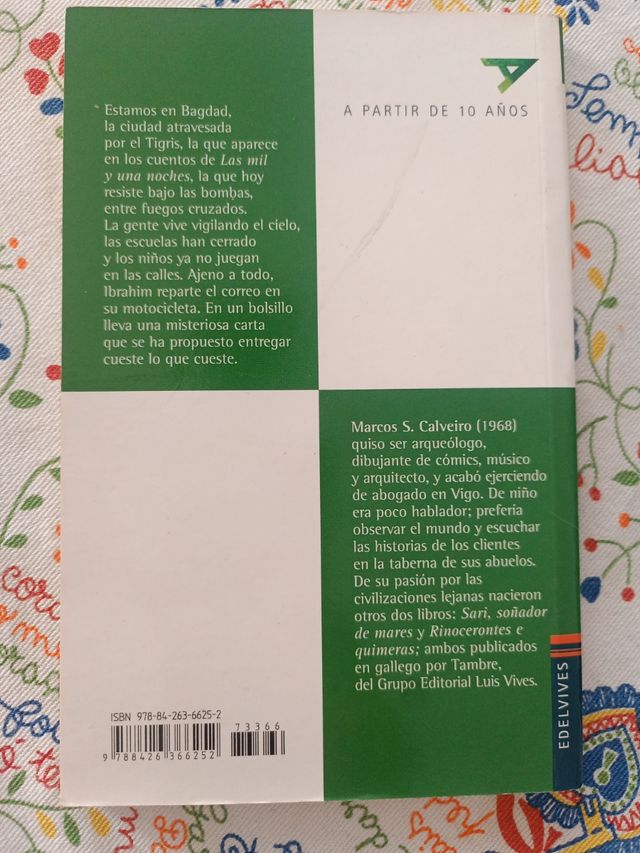 Estamos en Bagdad,
la ciudad atravesada
por el Tigris, la que aparece
en los cuentos de Las mil
y una noches, la que hoy
resiste bajo las bombas,
entre fuegos cruzados.
La gente vive vigilando el cielo,
las escuelas han cerrado
y los niños ya no juegan
en las calles. Ajeno a todo,
Ibrahim reparte el correo en
su motocicleta. En un bolsillo
lleva una misteriosa carta
que se ha propuesto entregar
cueste lo que cueste.
A PARTIR DE 10 AÑOS
Marcos S. Calveiro (1968)
quiso ser arqueólogo,
dibujante de cómics, músico
y arquitecto, y acabó ejerciendo
de abogado en Vigo. De niño
era poco hablador; prefería
observar el mundo y escuchar
las historias de los clientes
en la taberna de sus abuelos.
De su pasión por las
civilizaciones lejanas nacieron
otros dos libros: Sari, soñador
de mares y Rinocerontes e
quimeras; ambos publicados
en gallego por Tambre,
del Grupo Editorial Luis Vives.
EDELVIVES
ISBN 978-84-263-6625-2
73366
9 788426 366252